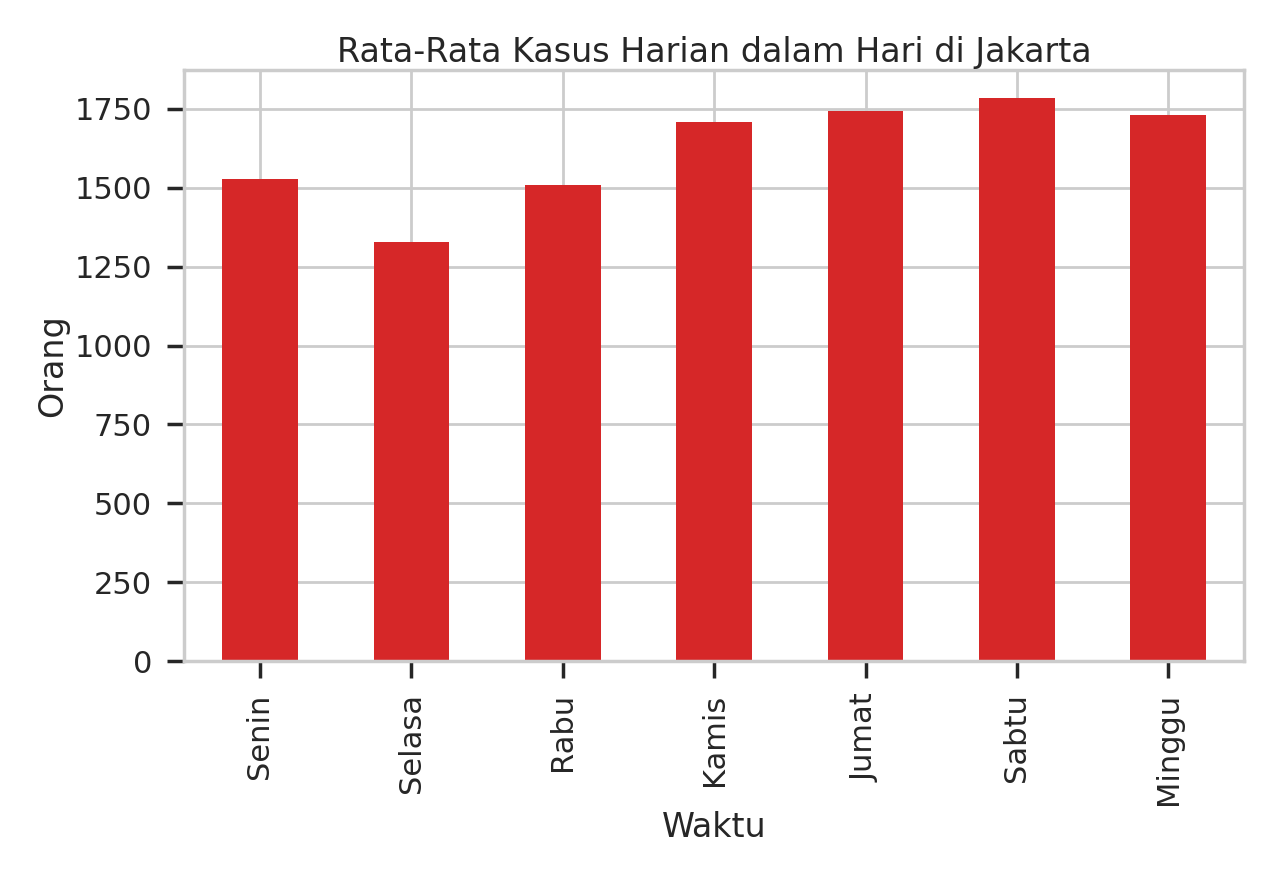 Rata-Rata Kasus Harian dalam Hari di Jakarta
1750
1500
1250
1000
750
500
250
0
Orang
Senin
Selasa
Rabu
Kamis
Jumat
Sabtu
Minggu
Waktu